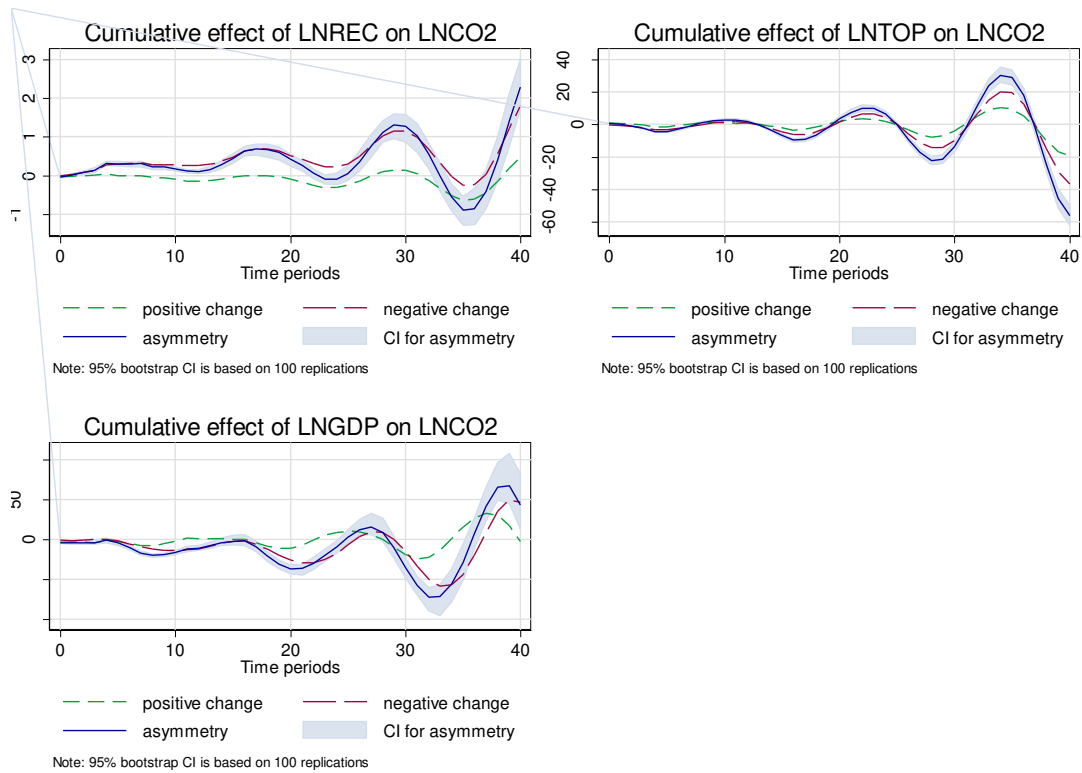 Cumulative effect of LNREC on LNCO2
3
2
1
0
-1
0 10 20 30 40
Time periods
positive change negative change
asymmetry CI for asymmetry
Note: 95% bootstrap CI is based on 100 replications
Cumulative effect of LNTOP on LNCO2
40
20
0
-20
-40
-60
0 10 20 30 40
Time periods
positive change negative change
asymmetry CI for asymmetry
Note: 95% bootstrap CI is based on 100 replications
Cumulative effect of LNGDP on LNCO2
50
0
0 10 20 30 40
Time periods
positive change negative change
asymmetry CI for asymmetry
Note: 95% bootstrap CI is based on 100 replications